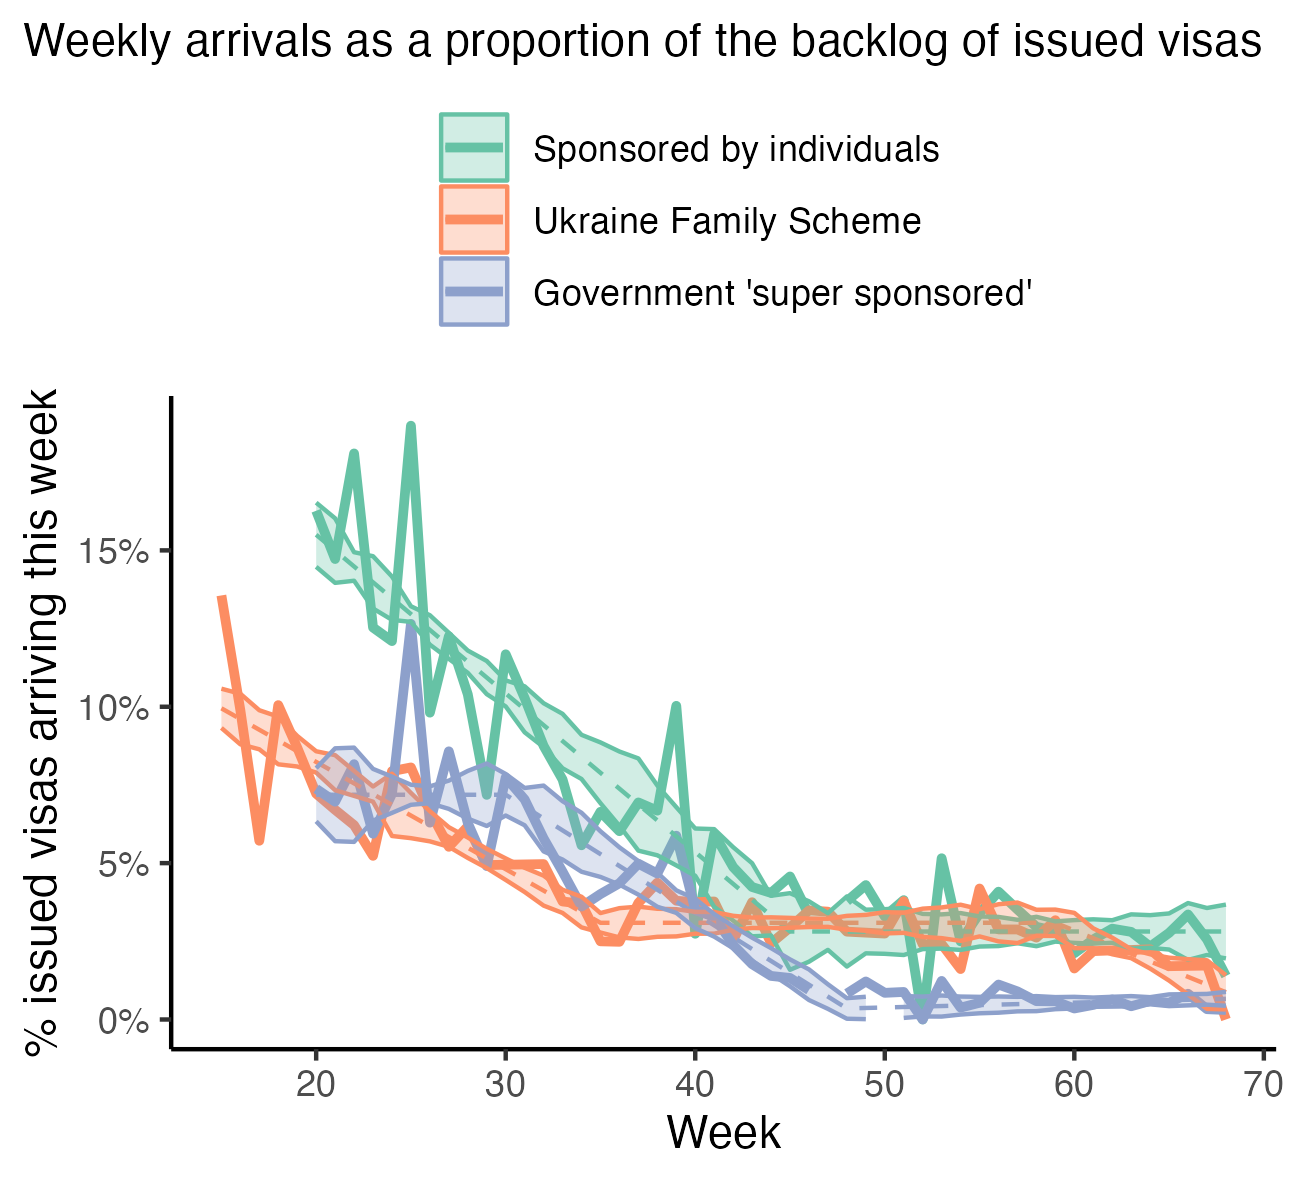 Weekly arrivals as a proportion of the backlog of issued visas
Sponsored by individuals
Ukraine Family Scheme
Government 'super sponsored'
% issued visas arriving this week
15%
10%
5%
0%
20 30 40 50 60 70
Week